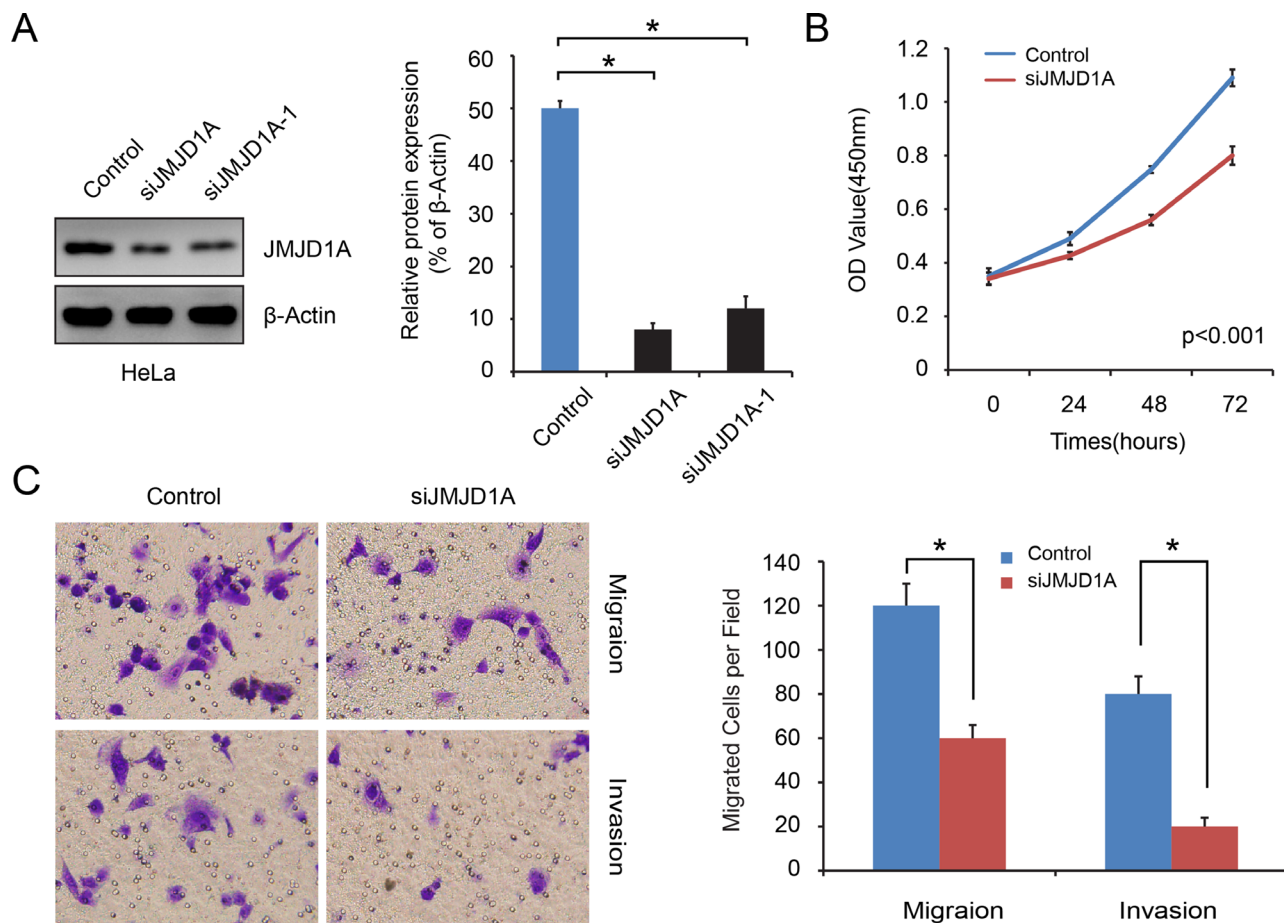 A
Control
siJMJD1A
siJMJD1A-1
JMJD1A
β-Actin
HeLa
Relative protein expression
(% of β-Actin)
60
50
40
30
20
10
0
*
*
Control
siJMJD1A
siJMJD1A-1
B
OD Value(450nm)
1.2
1.0
0.8
0.6
0.4
0.2
0
Control
siJMJD1A
p<0.001
0 24 48 72
Times(hours)
C
Control siJMJD1A
Migraion
Invasion
Migrated Cells per Field
140
120
100
80
60
40
20
0
*
*
Control
siJMJD1A
Migraion Invasion